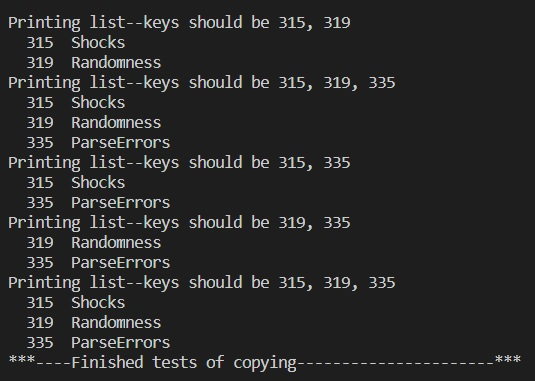 Printing list--keys should be 315, 319
  315  Shocks
  319  Randomness
Printing list--keys should be 315, 319, 335
  315  Shocks
  319  Randomness
  335  ParseErrors
Printing list--keys should be 315, 335
  315  Shocks
  335  ParseErrors
Printing list--keys should be 319, 335
  319  Randomness
  335  ParseErrors
Printing list--keys should be 315, 319, 335
  315  Shocks
  319  Randomness
  335  ParseErrors
***----Finished tests of copying----------------------***